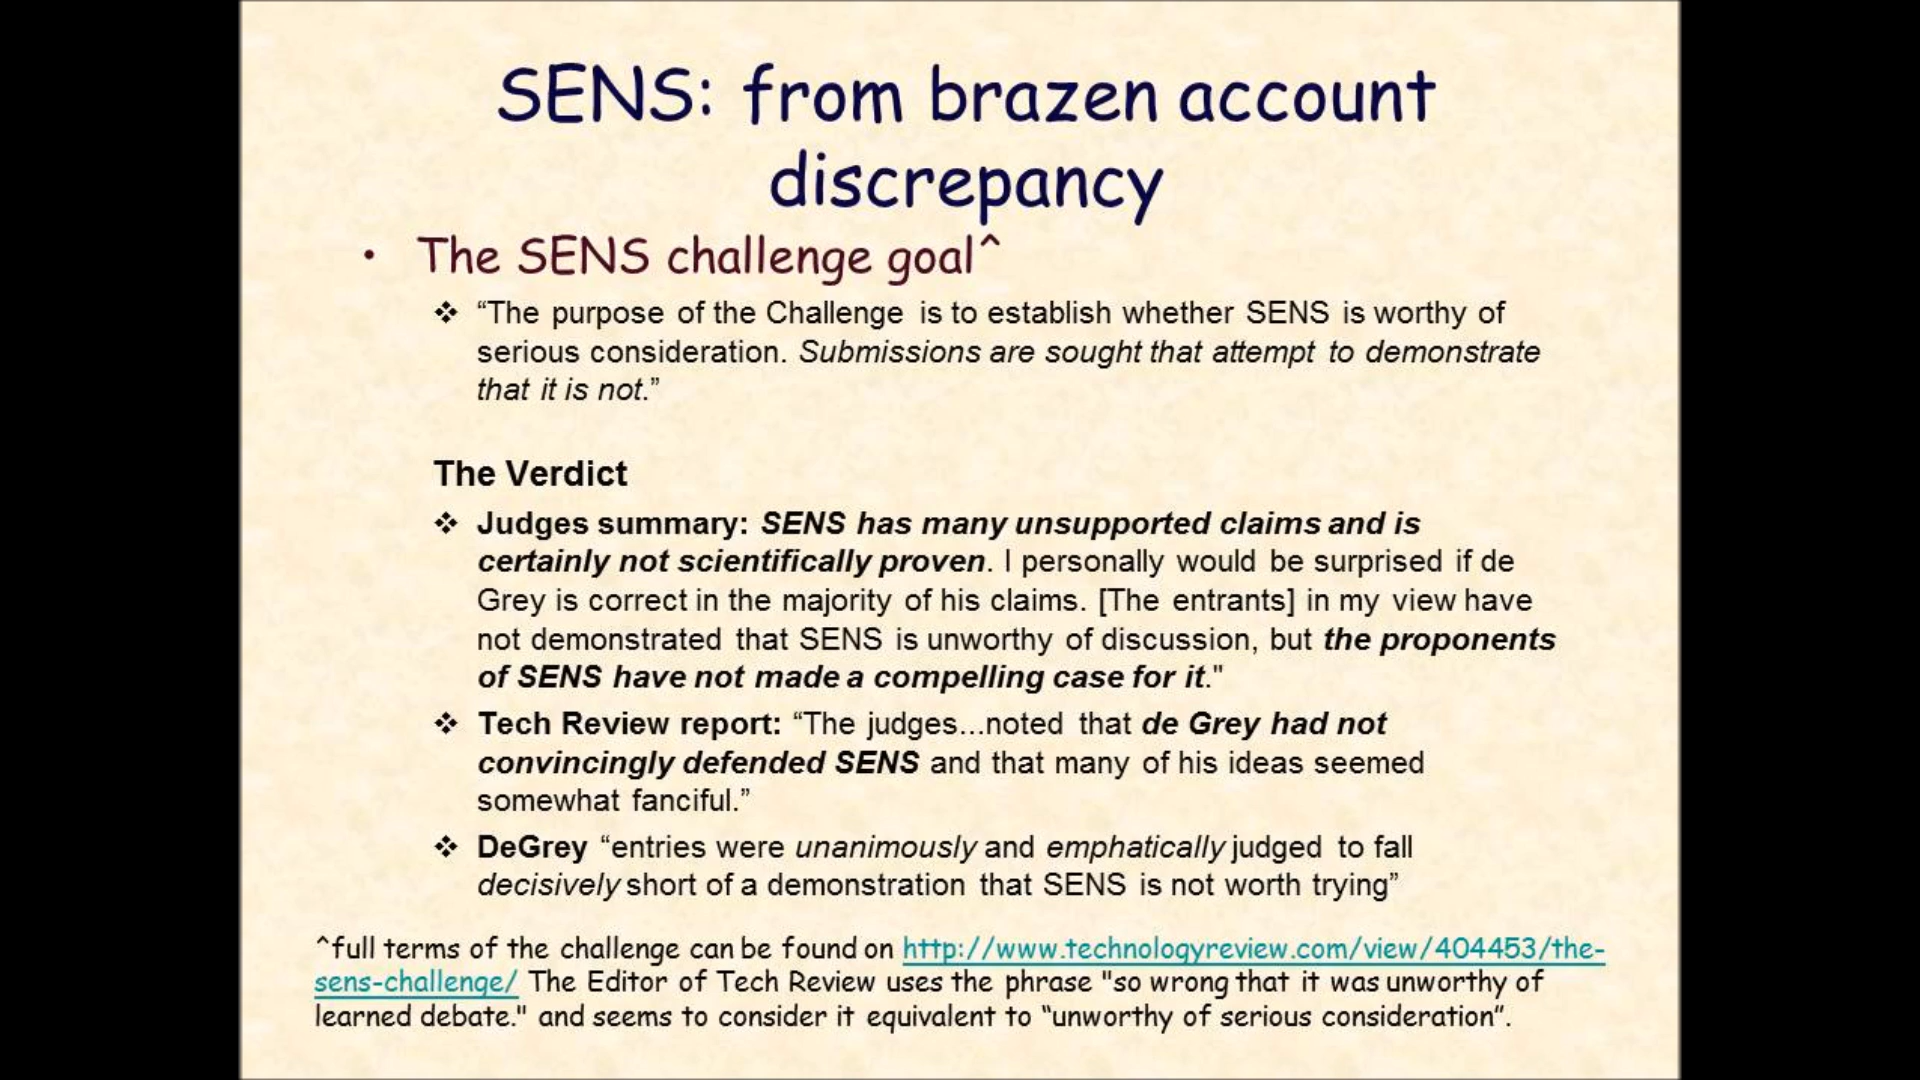 SENS: from brazen account
discrepancy
• The SENS challenge goal^
❖ “The purpose of the Challenge is to establish whether SENS is worthy of
serious consideration. Submissions are sought that attempt to demonstrate
that it is not.”
The Verdict
❖ Judges summary: SENS has many unsupported claims and is
certainly not scientifically proven. I personally would be surprised if de
Grey is correct in the majority of his claims. [The entrants] in my view have
not demonstrated that SENS is unworthy of discussion, but the proponents
of SENS have not made a compelling case for it."
❖ Tech Review report: “The judges...noted that de Grey had not
convincingly defended SENS and that many of his ideas seemed
somewhat fanciful.”
❖ DeGrey “entries were unanimously and emphatically judged to fall
decisively short of a demonstration that SENS is not worth trying”
^full terms of the challenge can be found on http://www.technologyreview.com/view/404453/the-
sens-challenge/ The Editor of Tech Review uses the phrase "so wrong that it was unworthy of
learned debate." and seems to consider it equivalent to “unworthy of serious consideration”.